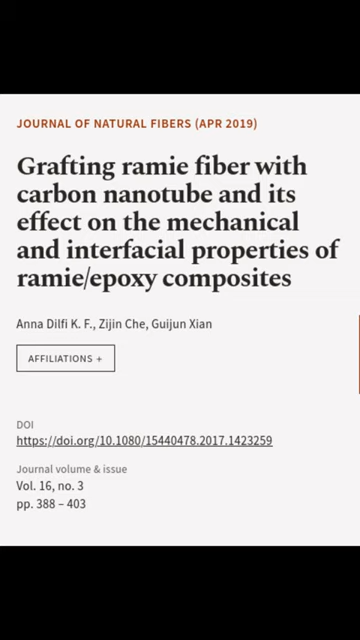 JOURNAL OF NATURAL FIBERS (APR 2019)
Grafting ramie fiber with
carbon nanotube and its
effect on the mechanical
and interfacial properties of
ramie/epoxy composites
Anna Dilfi K. F., Zijin Che, Guijun Xian
AFFILIATIONS +
DOI
https://doi.org/10.1080/15440478.2017.1423259
Journal volume & issue
Vol. 16, no. 3
pp. 388 – 403